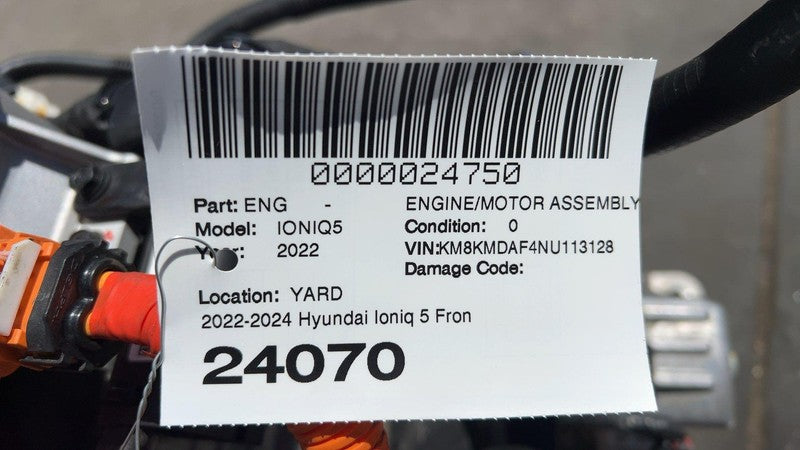 0000024750
Part: ENG - ENGINE/MOTOR ASSEMBLY
Model: IONIQ5 Condition: 0
Year: 2022 VIN:KM8KMDAF4NU113128
Damage Code:
Location: YARD
2022-2024 Hyundai Ioniq 5 Fron
24070